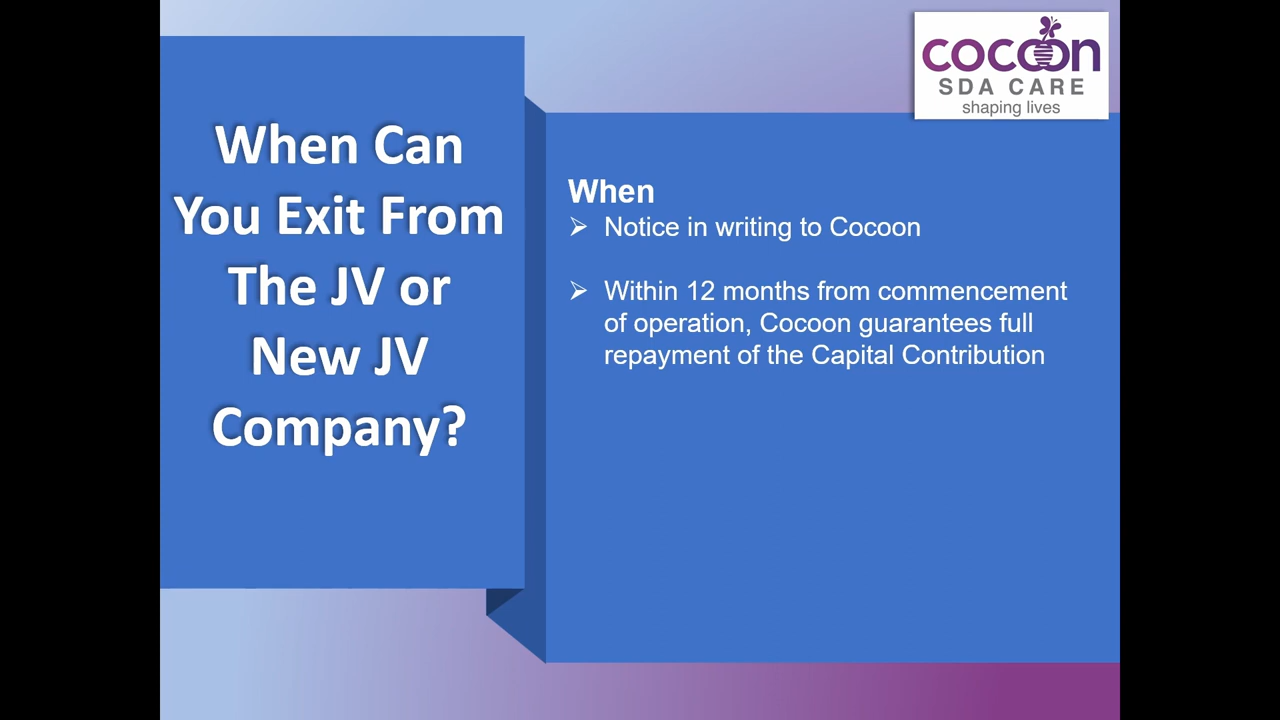 cocoon
SDA CARE
shaping lives
When Can
You Exit From
The JV or
New JV
Company?
When
➢ Notice in writing to Cocoon
➢ Within 12 months from commencement
of operation, Cocoon guarantees full
repayment of the Capital Contribution